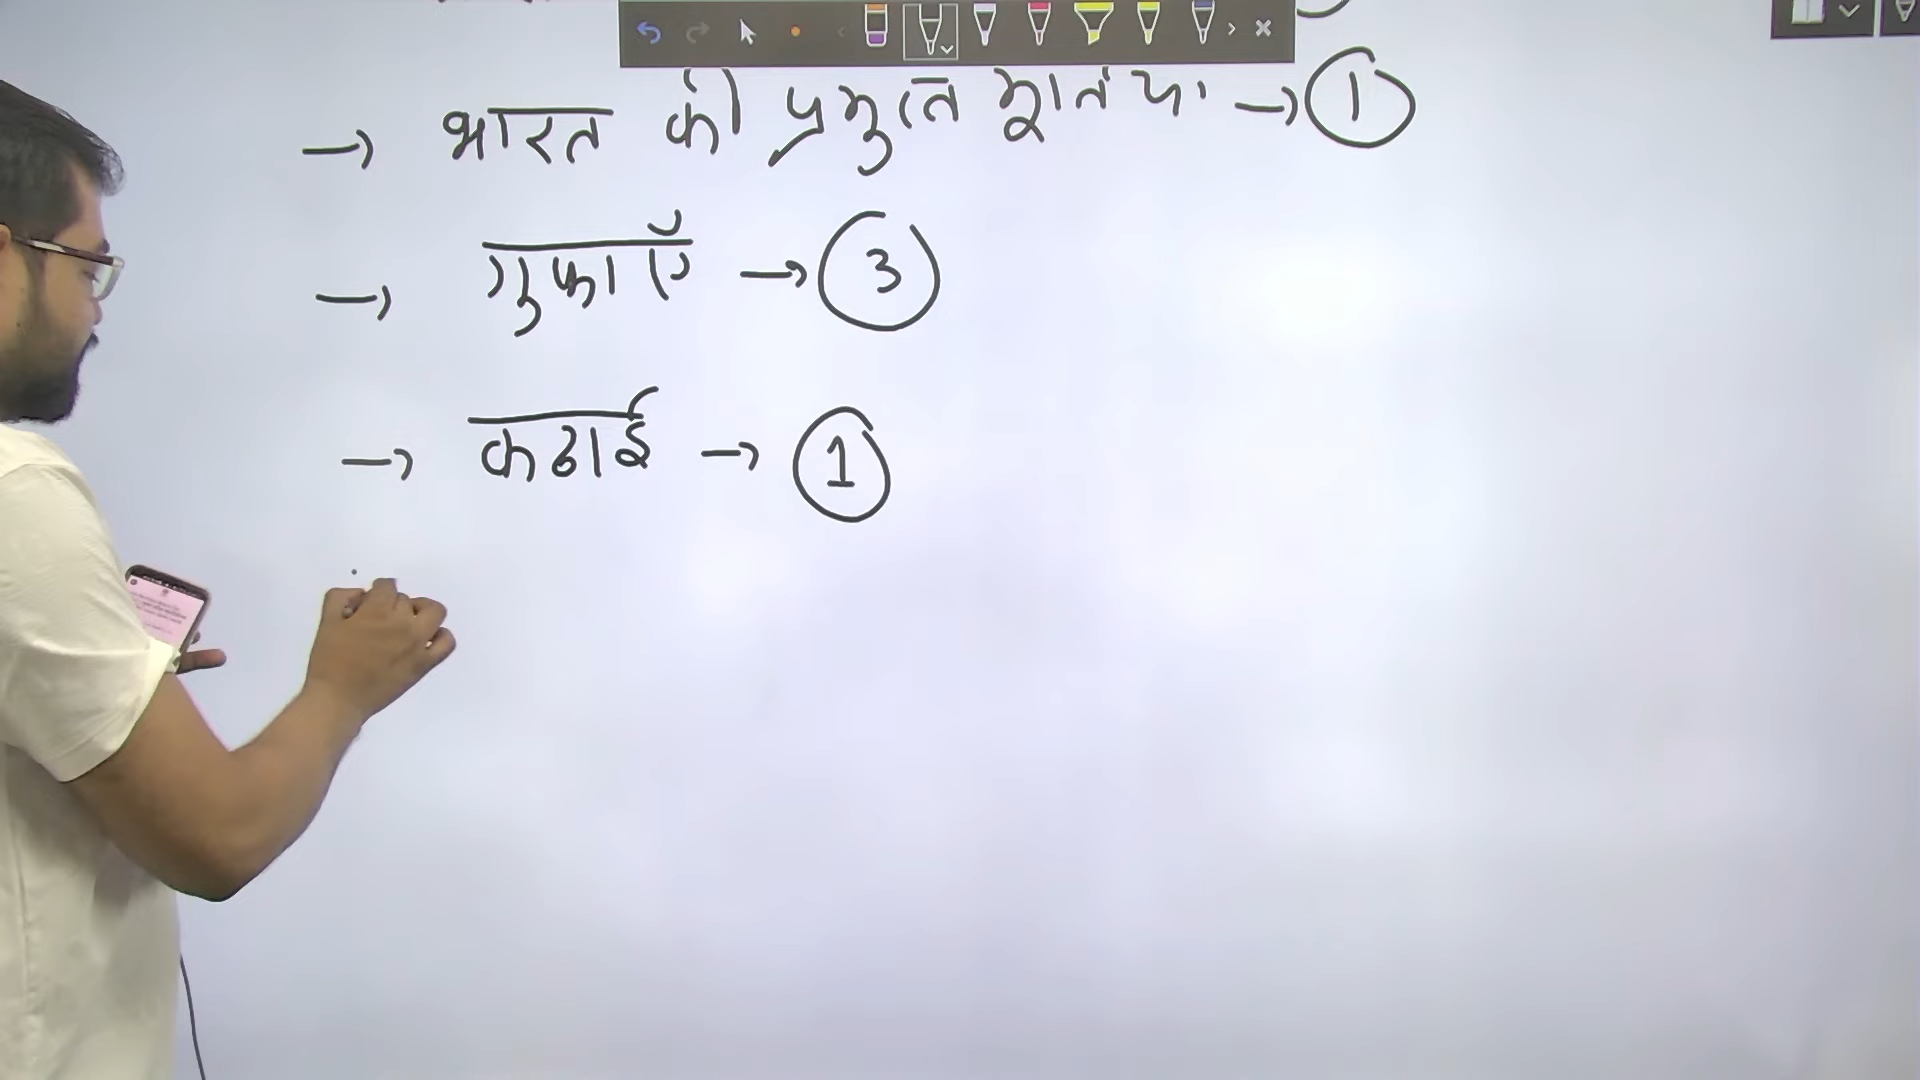 → भारत की प्रमुख मूर्तियां → 1
→ गुफाएँ → 3
→ कढाई → 1